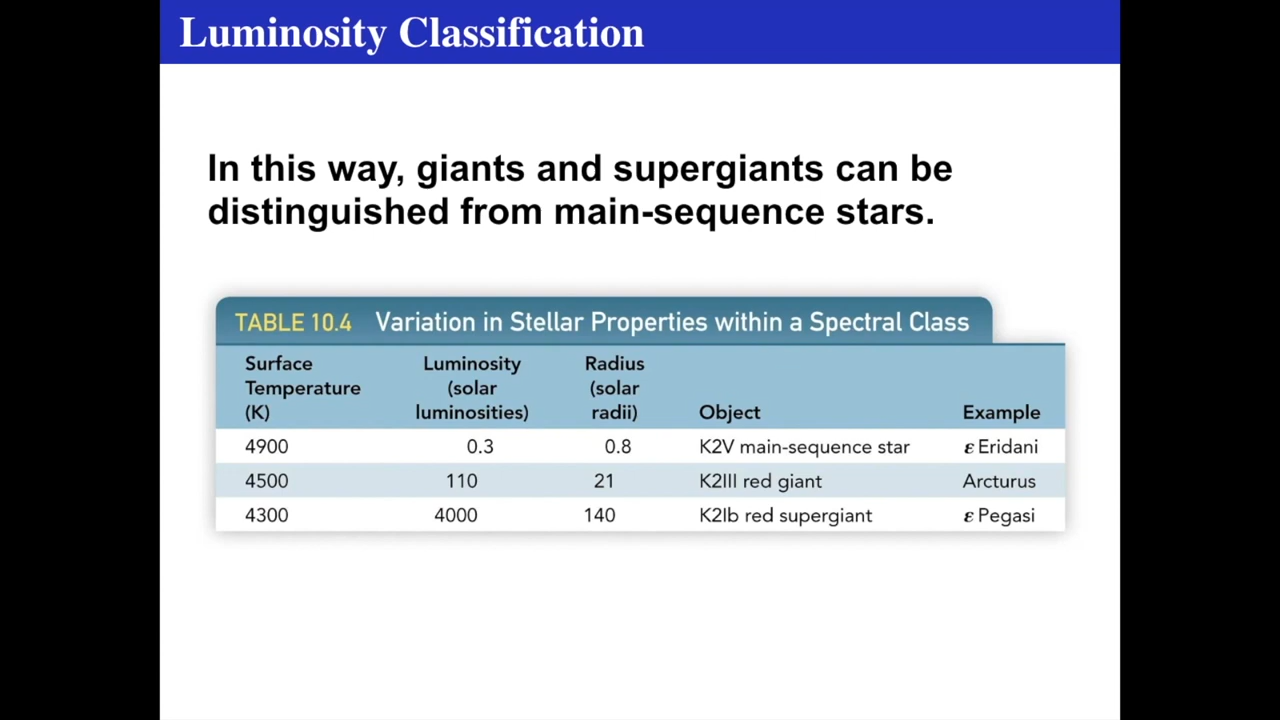 Luminosity Classification
In this way, giants and supergiants can be
distinguished from main-sequence stars.
TABLE 10.4 Variation in Stellar Properties within a Spectral Class
Surface Temperature (K) Luminosity (solar luminosities) Radius (solar radii) Object Example
4900 0.3 0.8 K2V main-sequence star ε Eridani
4500 110 21 K2III red giant Arcturus
4300 4000 140 K2Ib red supergiant ε Pegasi